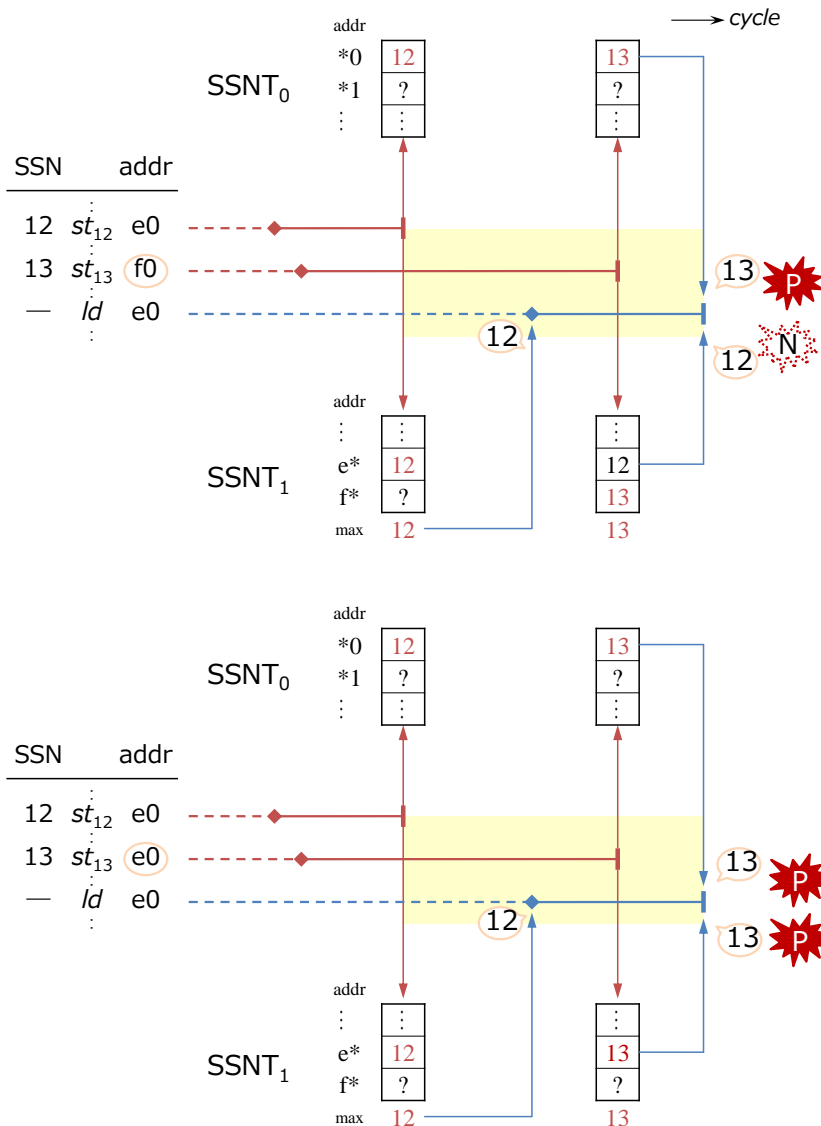 cycle
addr
*0 12 13
SSNT0 *1 ? ?
⋮ ⋮ ⋮
SSN addr
12 st12 e0
13 st13 f0 13 P
— ld e0
12 12 N
addr
⋮ ⋮ ⋮
SSNT1 e* 12 12
f* ? 13
max 12 13
addr
*0 12 13
SSNT0 *1 ? ?
⋮ ⋮ ⋮
SSN addr
12 st12 e0
13 st13 e0 13 P
— ld e0
12 13 P
addr
⋮ ⋮ ⋮
SSNT1 e* 12 13
f* ? ?
max 12 13